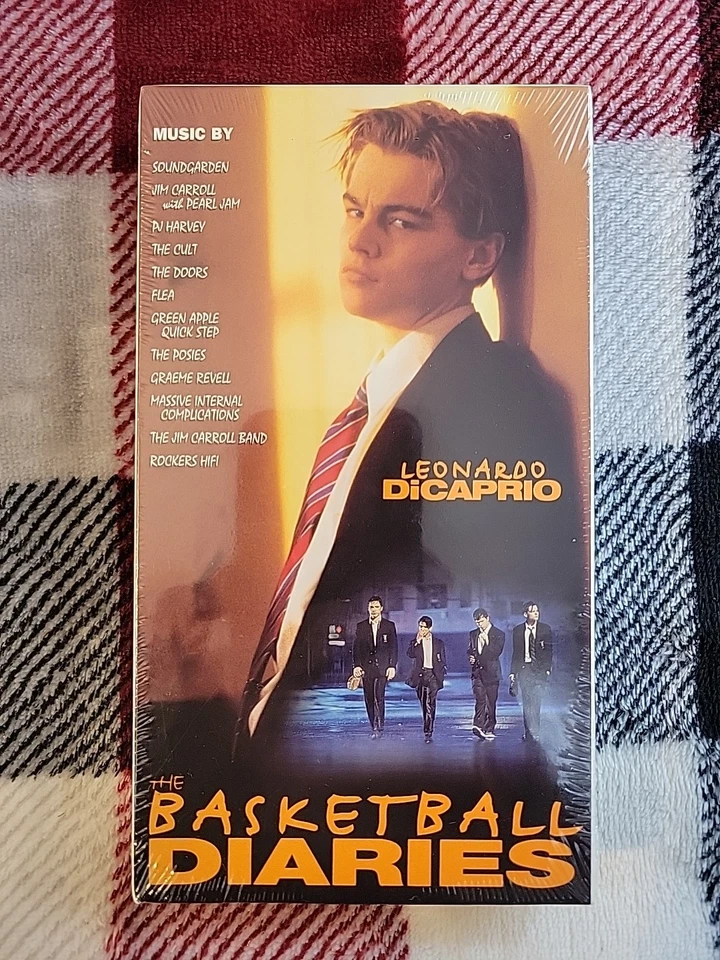 MUSIC BY
SOUNDGARDEN
JIM CARROLL
with PEARL JAM
PJ HARVEY
THE CULT
THE DOORS
FLEA
GREEN APPLE
QUICK STEP
THE POSIES
GRAEME REVELL
MASSIVE INTERNAL
COMPLICATIONS
THE JIM CARROLL BAND
ROCKERS HIFI
LEONARDO
DiCAPRIO
THE
BASKETBALL
DIARIES